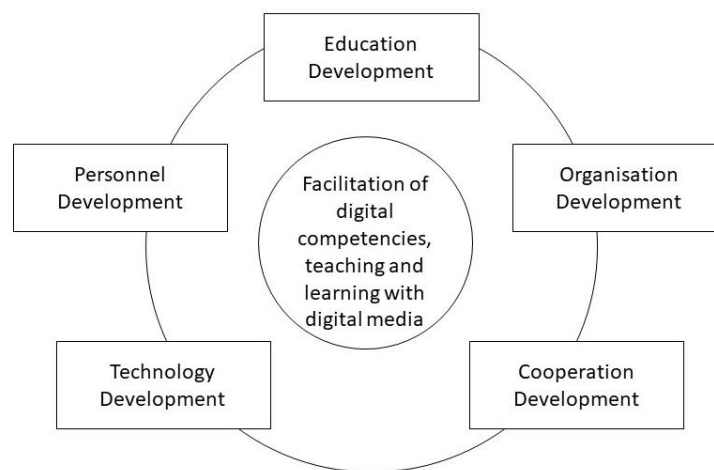 Education
Development
Personnel
Development
Organisation
Development
Facilitation of
digital
competencies,
teaching and
learning with
digital media
Technology
Development
Cooperation
Development